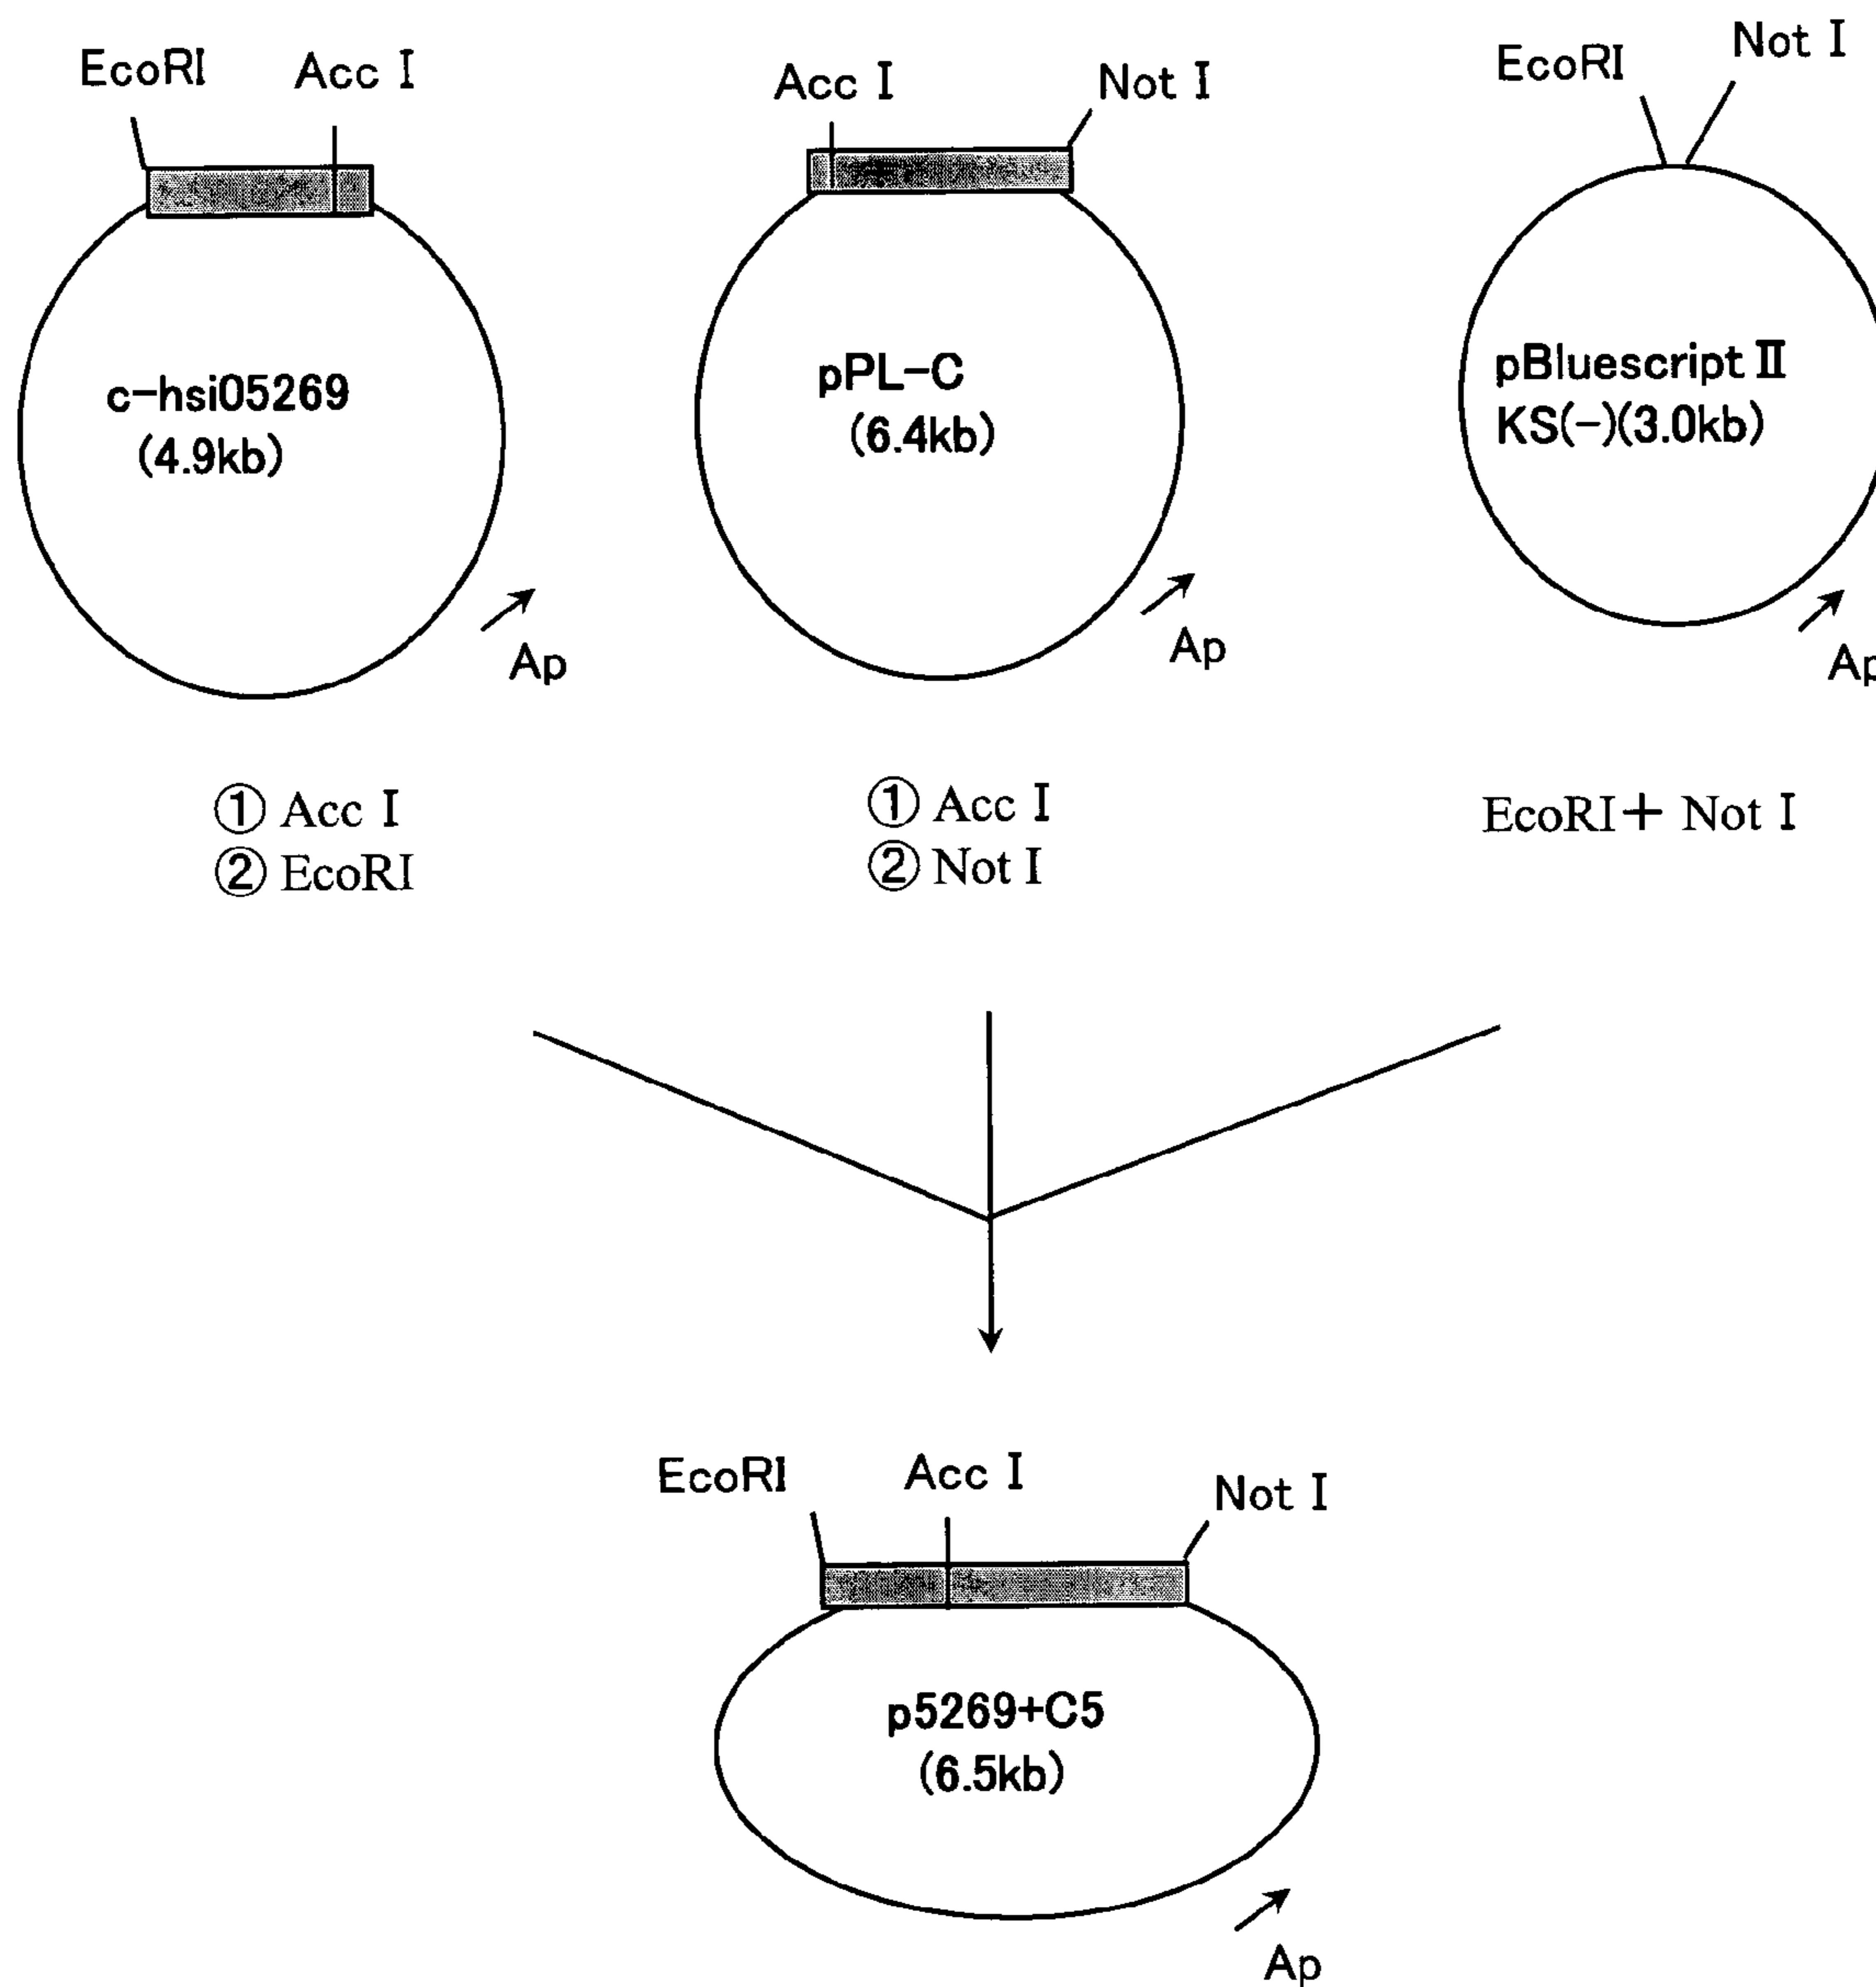 EcoRI
Acc I
c-hsi05269
(4.9kb)
Ap
① Acc I
② EcoRI
Acc I
Not I
pPL-C
(6.4kb)
Ap
① Acc I
② Not I
EcoRI
Not I
pBluescript II
KS(-)(3.0kb)
Ap
EcoRI+ Not I
EcoRI
Acc I
Not I
p5269+C5
(6.5kb)
Ap